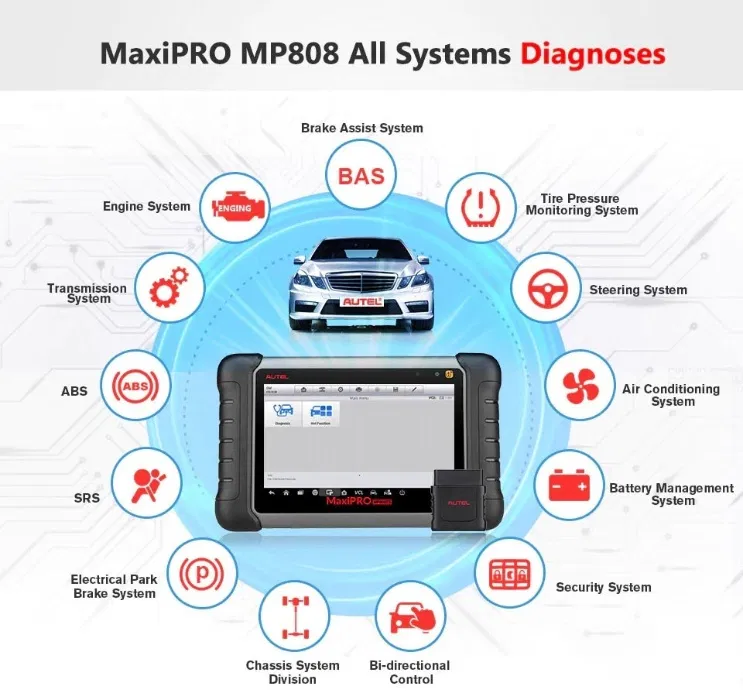 MaxiPRO MP808 All Systems Diagnoses
Brake Assist System
BAS
Engine System
ENGING
Tire Pressure
Monitoring System
Transmission
System
Steering System
AUTEL
ABS
ABS
Air Conditioning
System
AUTEL
VCI
MaxiPRO
AUTEL
SRS
Battery Management
System
Electrical Park
Brake System
P
Security System
Chassis System
Division
Bi-directional
Control